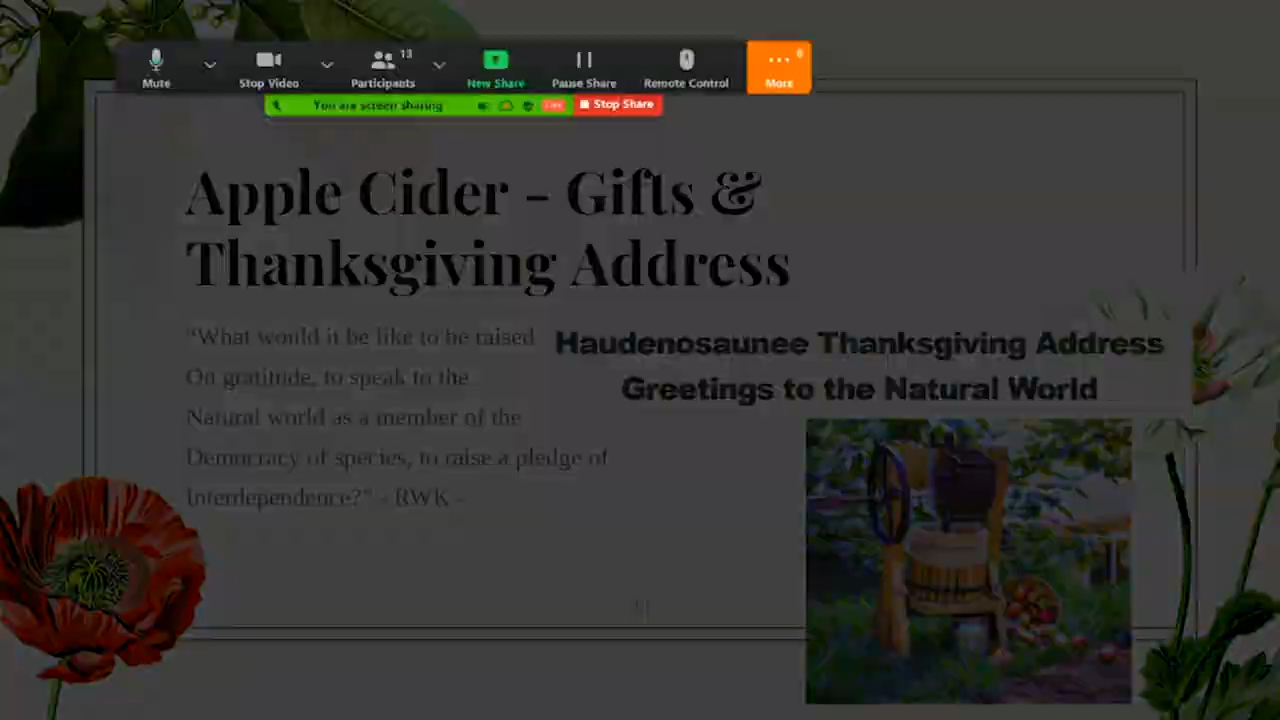 13
Mute
Stop Video
Participants
New Share
Pause Share
Remote Control
More
You are screen sharing
Stop Share
Apple Cider - Gifts &
Thanksgiving Address
"What would it be like to be raised
On gratitude, to speak to the
Natural world as a member of the
Democracy of species, to raise a pledge of
Interdependence?" - RWK -
Haudenosaunee Thanksgiving Address
Greetings to the Natural World